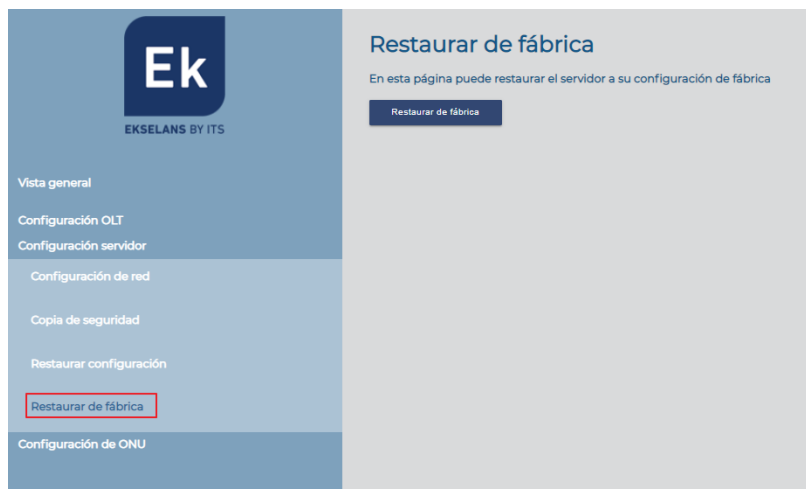 Ek
EKSELANS BY ITS
Vista general
Configuración OLT
Configuración servidor
Configuración de red
Copia de seguridad
Restaurar configuración
Restaurar de fábrica
Configuración de ONU
Restaurar de fábrica
En esta página puede restaurar el servidor a su configuración de fábrica
Restaurar de fábrica